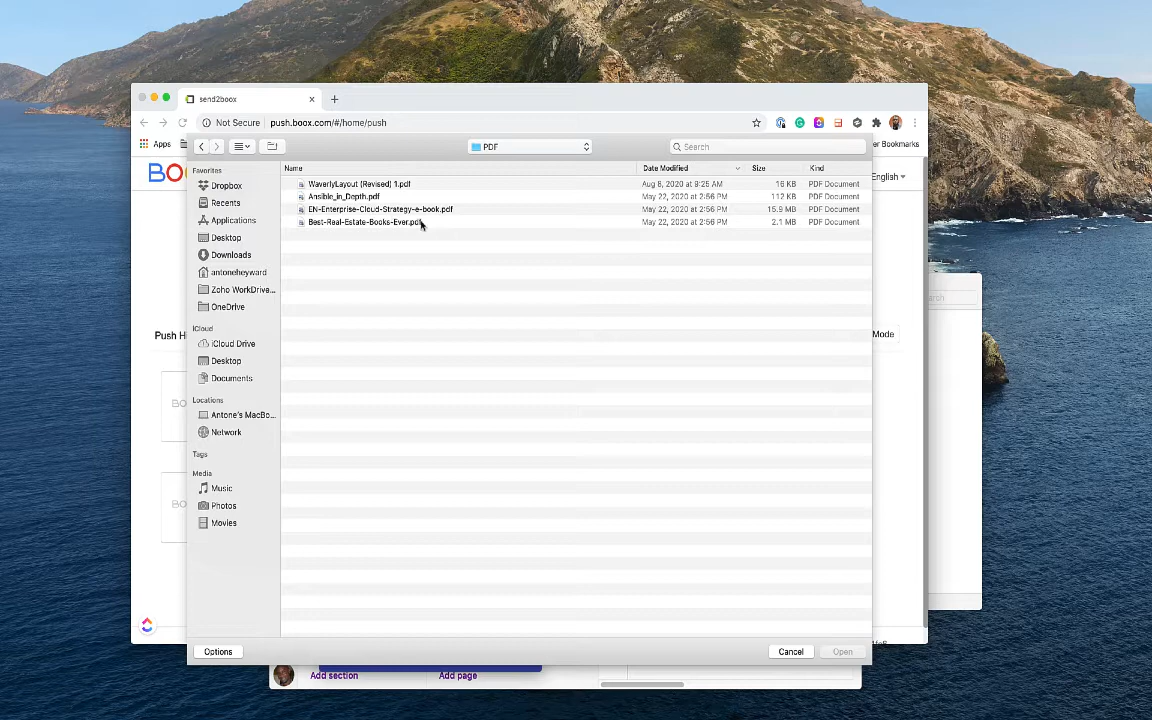 send2boox
Not Secure push.boox.com/#/home/push
Apps
er Bookmarks
BO
English
PDF
Search
Favorites
Dropbox
Recents
Applications
Desktop
Downloads
antoneheyward
Zoho WorkDrive...
OneDrive
iCloud
iCloud Drive
Desktop
Documents
Locations
Antone's MacBo...
Network
Tags
Media
Music
Photos
Movies
Name Date Modified Size Kind
WaverlyLayout (Revised) 1.pdf Aug 8, 2020 at 9:25 AM 16 KB PDF Document
Ansible_in_Depth.pdf May 22, 2020 at 2:56 PM 112 KB PDF Document
EN-Enterprise-Cloud-Strategy-e-book.pdf May 22, 2020 at 2:56 PM 15.9 MB PDF Document
Best-Real-Estate-Books-Ever.pdf May 22, 2020 at 2:56 PM 2.1 MB PDF Document
Push H
Mode
BO
BO
arch
Options
Cancel
Open
Add section
Add page